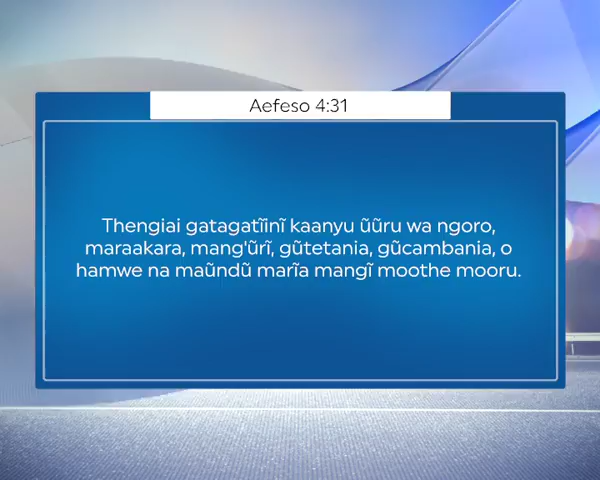 Aefeso 4:31
Thengiai gatagatĩinĩ kaanyu ũũru wa ngoro,
maraakara, mang'ũrĩ, gũtetania, gũcambania, o
hamwe na maũndũ marĩa mangĩ moothe mooru.